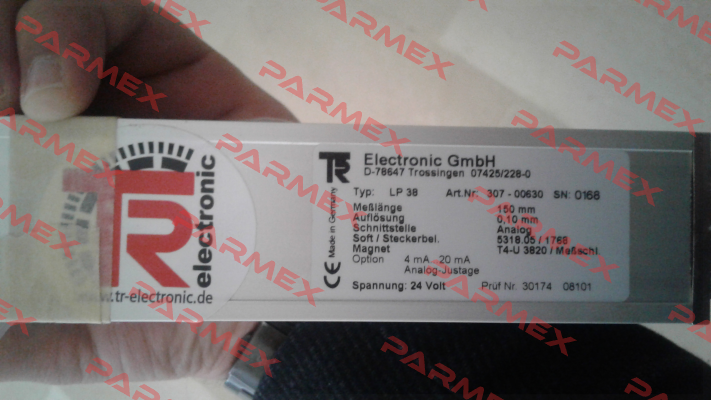 PARMEX
TR
electronic
www.tr-electronic.de
TR
Made in Germany
CE
Electronic GmbH
D-78647 Trossingen 07425/228-0
Typ: LP 38 Art.Nr. 307 - 00630 SN: 0168
Meßlänge 150 mm
Auflösung 0,10 mm
Schnittstelle Analog
Soft / Steckerbel. 5318.05 / 1768
Magnet T4-U 3820 / Meßschl.
Option 4 mA.. 20 mA
Analog-Justage
Spannung: 24 Volt Prüf Nr. 30174 08101